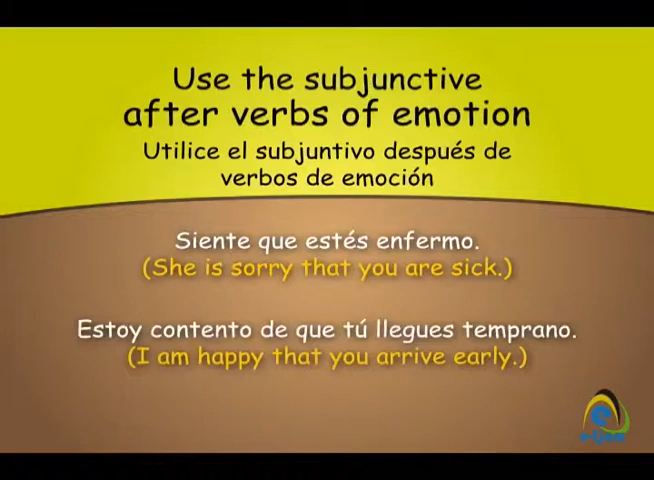 Use the subjunctive
after verbs of emotion
Utilice el subjuntivo después de
verbos de emoción
Siente que estés enfermo.
(She is sorry that you are sick.)
Estoy contento de que tú llegues temprano.
(I am happy that you arrive early.)